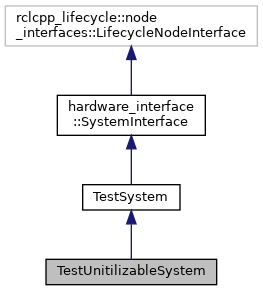 rclcpp_lifecycle::node
_interfaces::LifecycleNodeInterface
hardware_interface
::SystemInterface
TestSystem
TestUnitilizableSystem